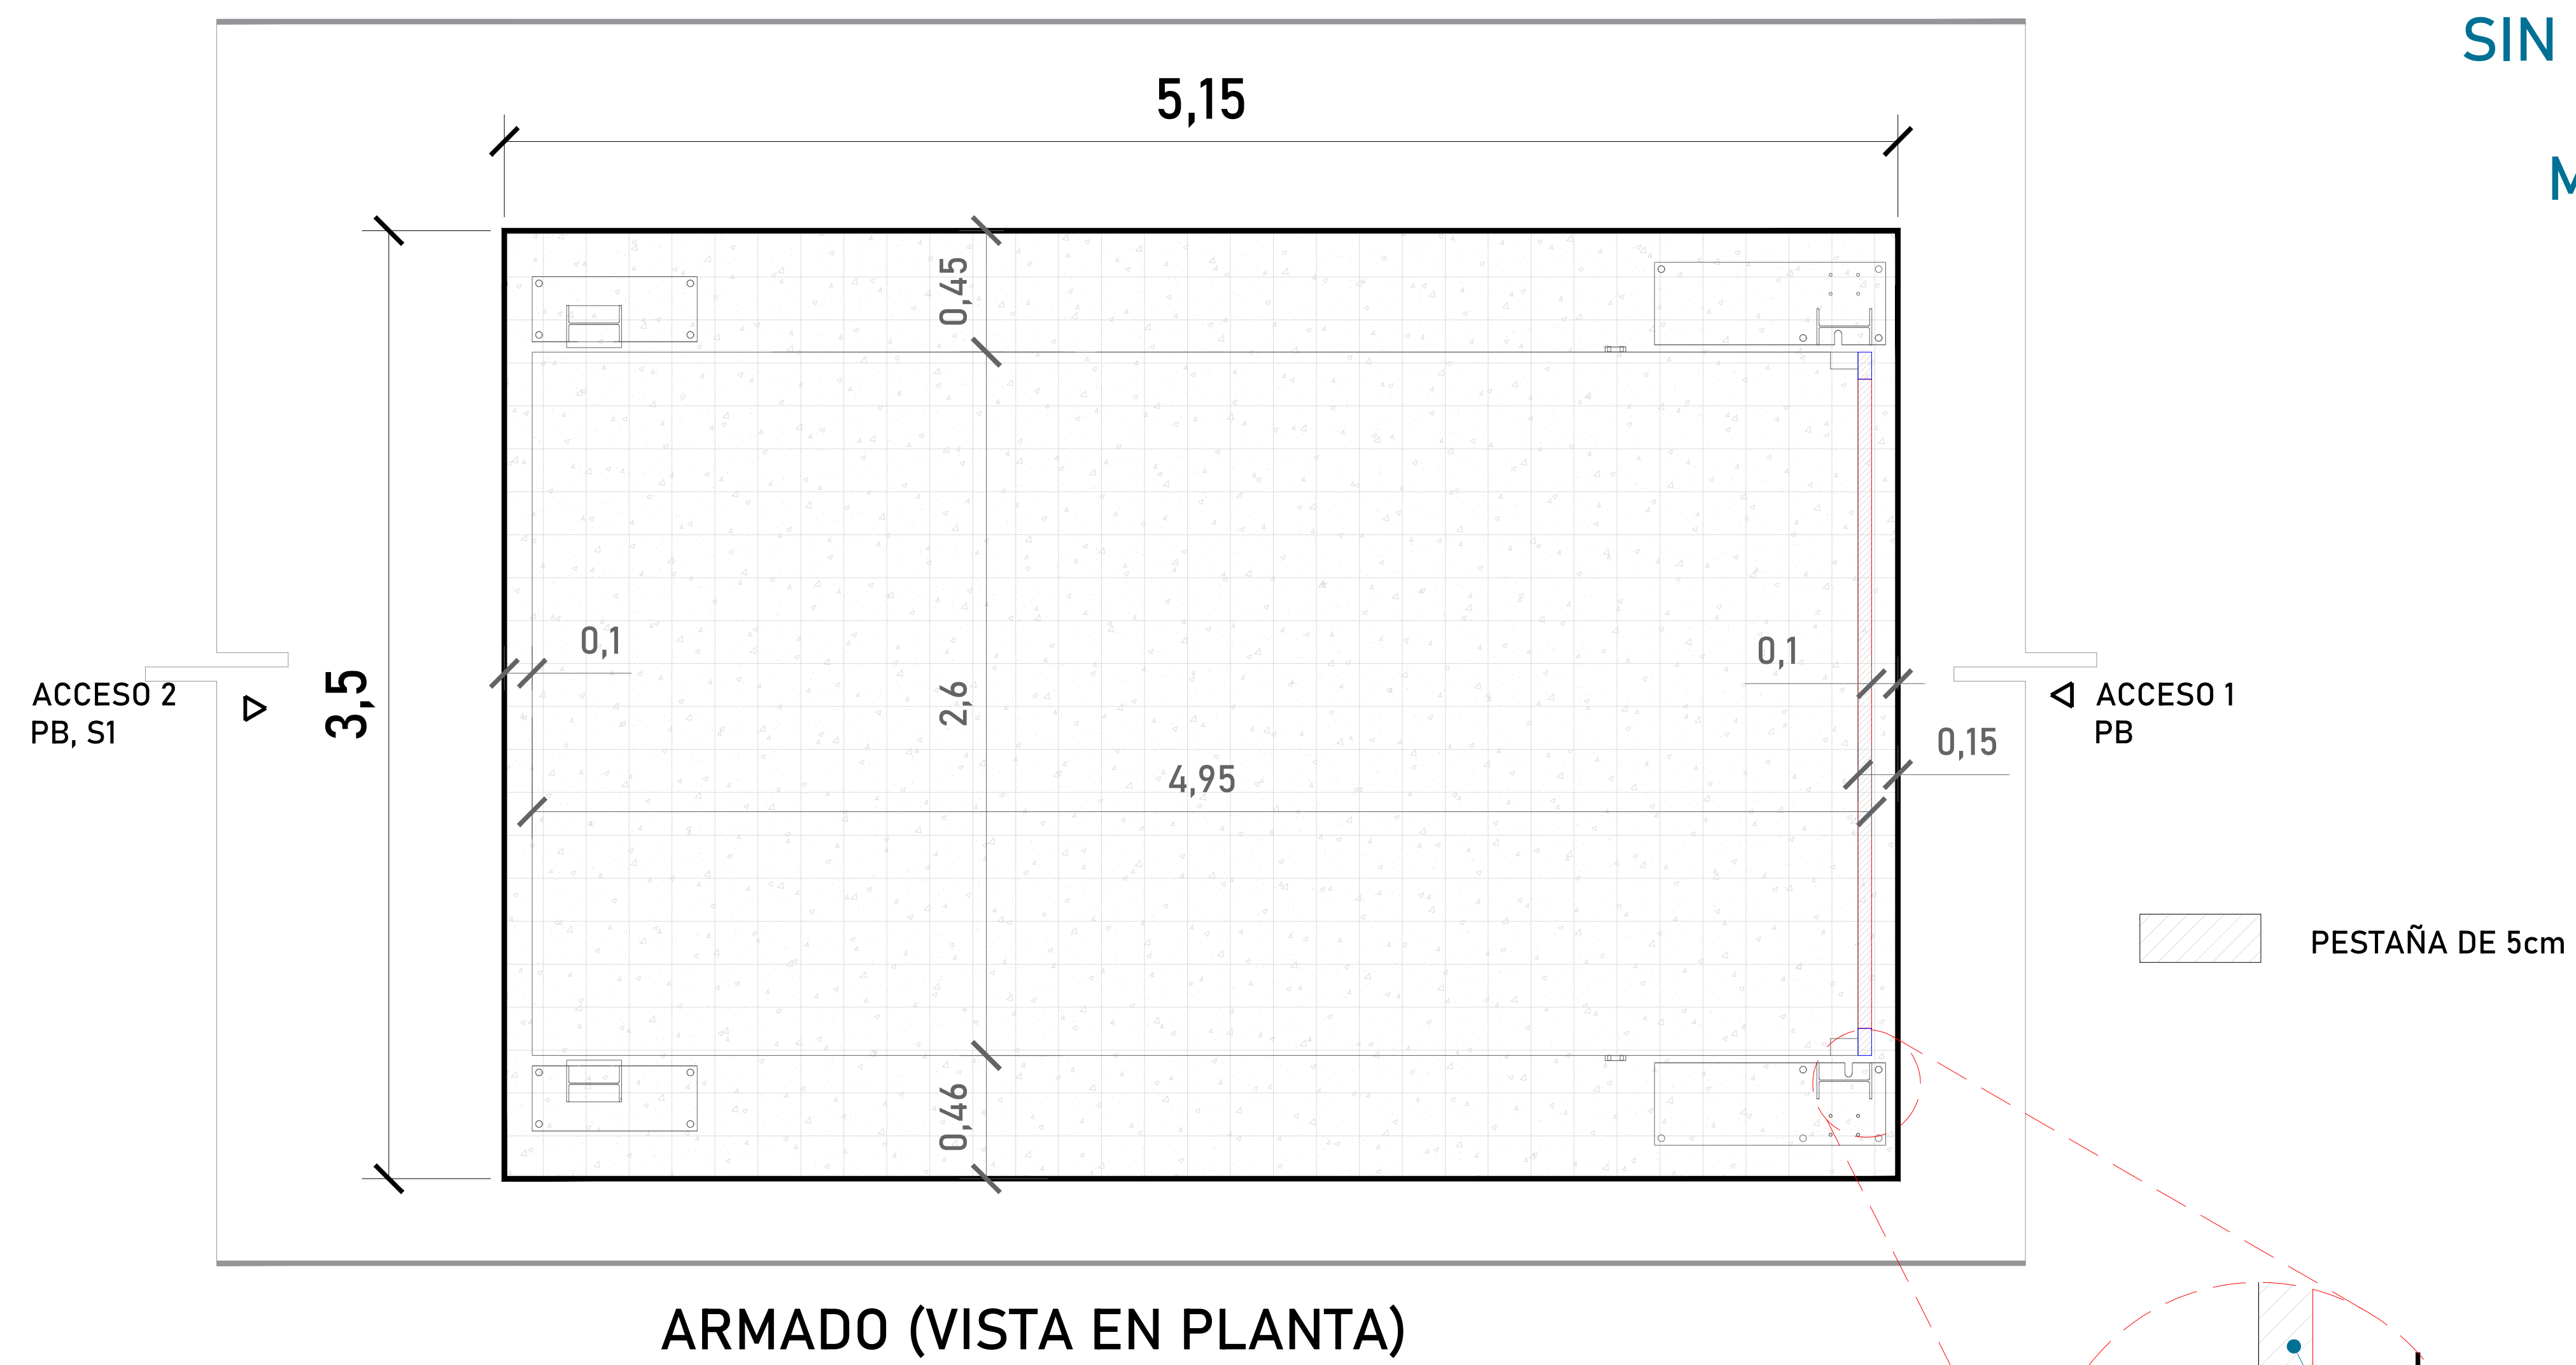 SIN
M
5,15
0,45
0,1
0,1
3,5
2,6
ACCESO 2
PB, S1
ACCESO 1
PB
0,15
4,95
PESTAÑA DE 5cm
0,46
ARMADO (VISTA EN PLANTA)